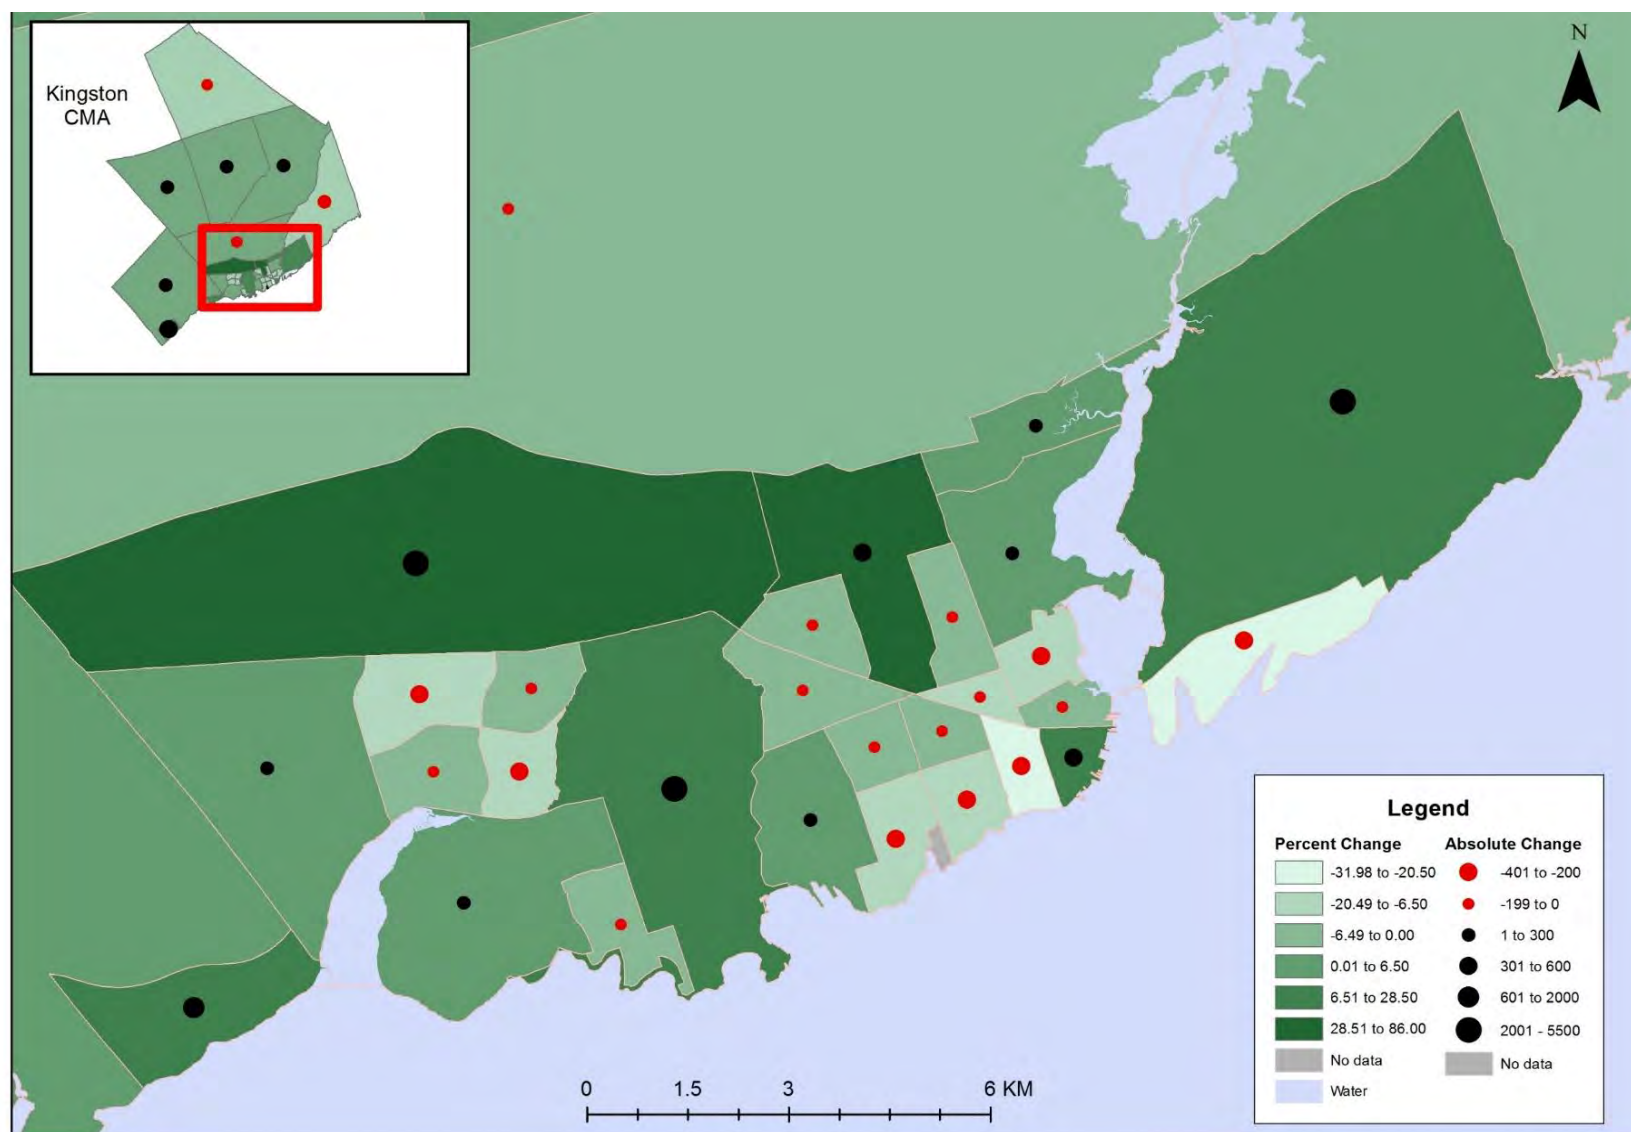 Kingston
CMA
N
Legend
Percent Change
Absolute Change
-31.98 to -20.50
-401 to -200
-20.49 to -6.50
-199 to 0
-6.49 to 0.00
1 to 300
0.01 to 6.50
301 to 600
6.51 to 28.50
601 to 2000
28.51 to 86.00
2001 - 5500
No data
No data
Water
0 1.5 3 6 KM